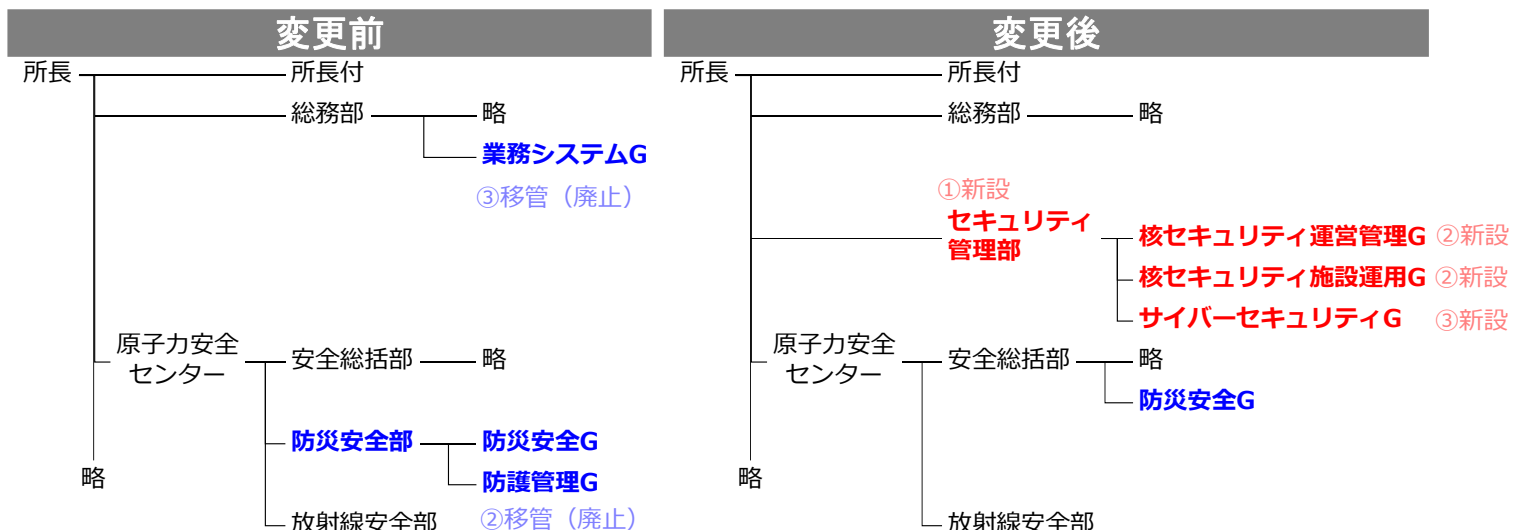 変更前
所長
所長付
総務部
略
業務システムG
③移管（廃止）
原子力安全
センター
安全総括部
略
防災安全部
防災安全G
防護管理G
②移管（廃止）
放射線安全部
略
変更後
所長
所長付
総務部
略
①新設
セキュリティ
管理部
核セキュリティ運営管理G ②新設
核セキュリティ施設運用G ②新設
サイバーセキュリティG ③新設
原子力安全
センター
安全総括部
略
防災安全G
略
放射線安全部